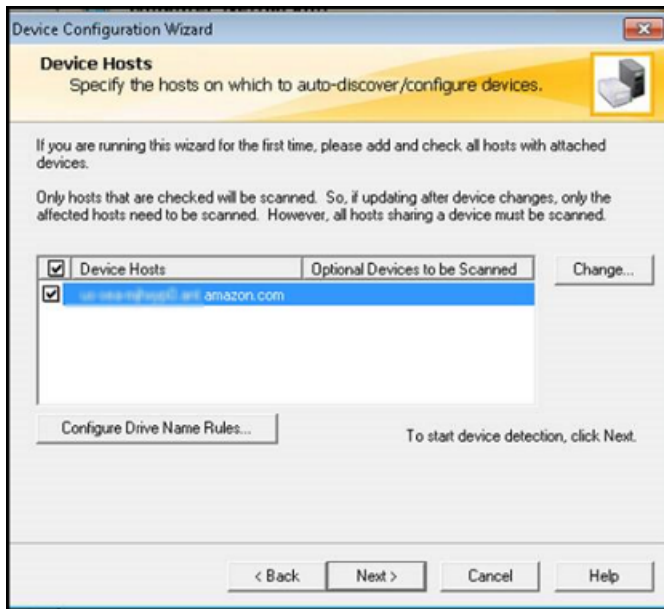 Device Configuration Wizard
Device Hosts
Specify the hosts on which to auto-discover/configure devices.
If you are running this wizard for the first time, please add and check all hosts with attached
devices.
Only hosts that are checked will be scanned. So, if updating after device changes, only the
affected hosts need to be scanned. However, all hosts sharing a device must be scanned.
Device Hosts Optional Devices to be Scanned Change...
amazon.com
Configure Drive Name Rules... To start device detection, click Next.
< Back Next > Cancel Help